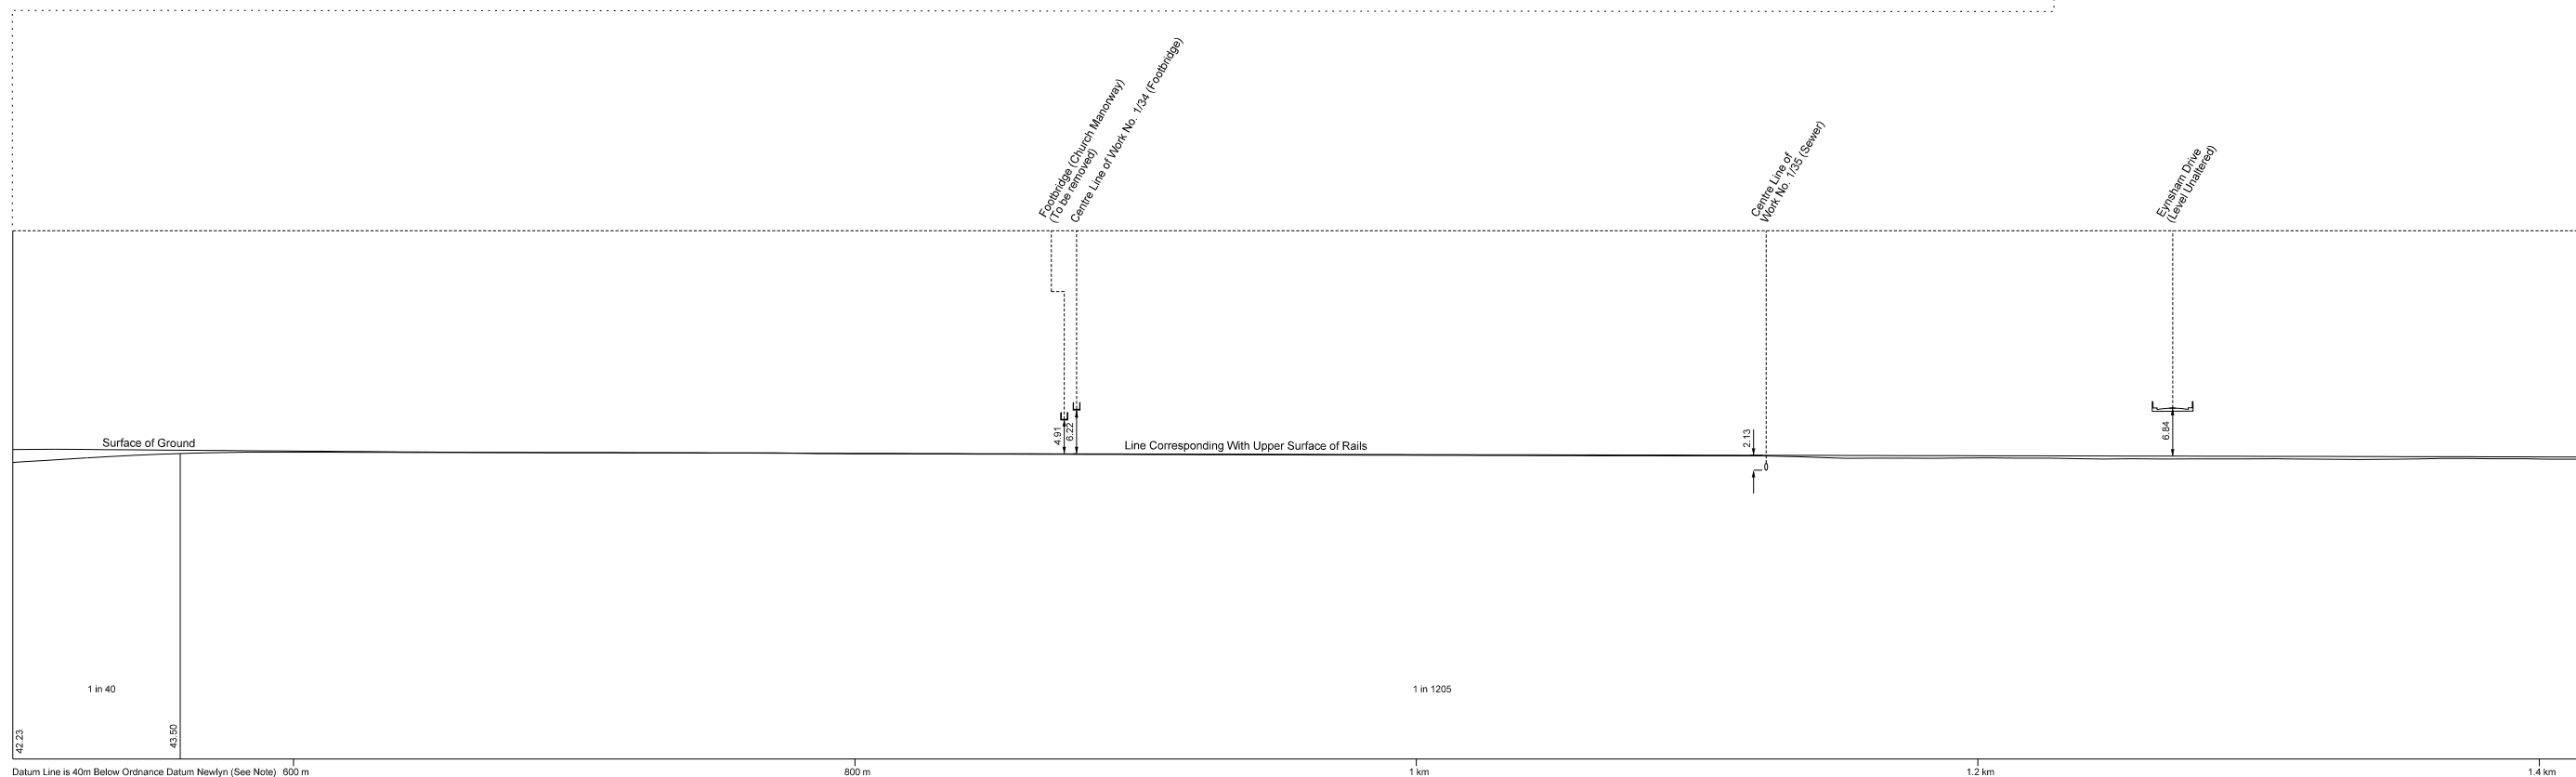 Footbridge (Church Manorway)
(To be removed)
Centre Line of Work No. 1/34 (Footbridge)
Centre Line of
Work No. 1/35 (Sewer)
Eynsham Drive
(Level Unaltered)
Surface of Ground
4.91
6.22
Line Corresponding With Upper Surface of Rails
2.13
6.84
1 in 40
1 in 1205
42.23
43.50
Datum Line is 40m Below Ordnance Datum Newlyn (See Note)
600 m
800 m
1 km
1.2 km
1.4 km